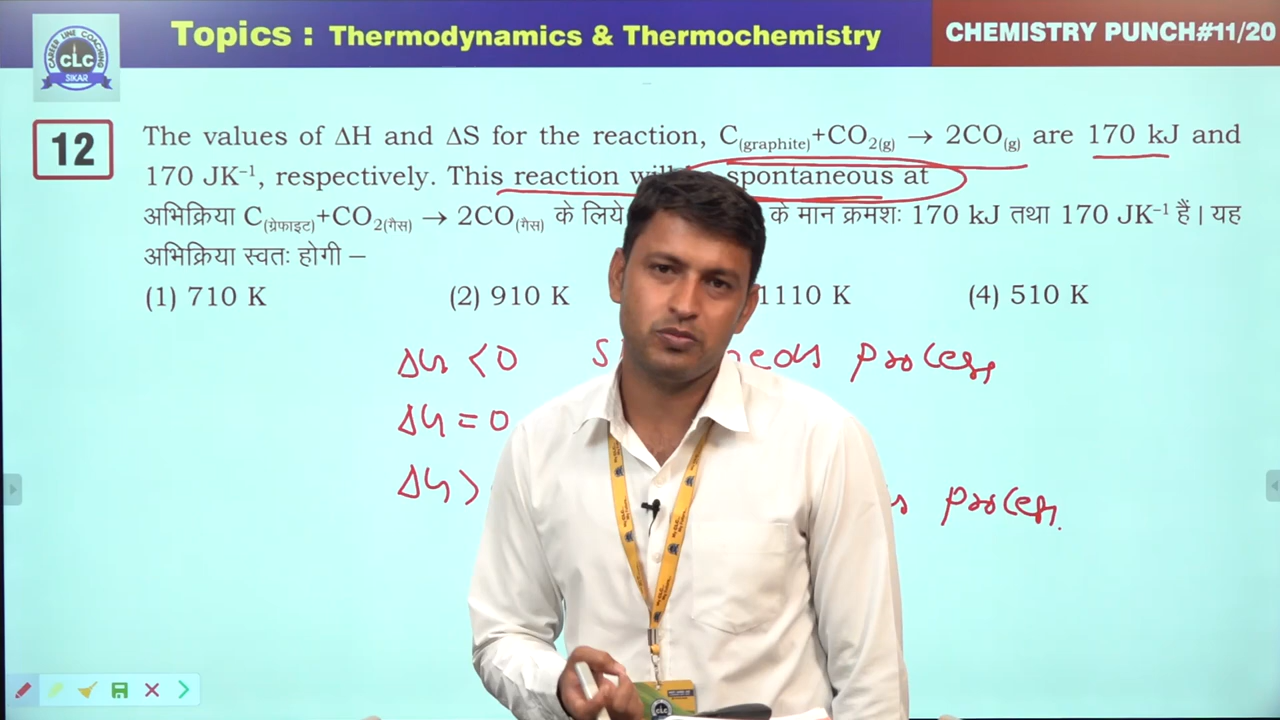 Topics : Thermodynamics & Thermochemistry
CHEMISTRY PUNCH#11/20
CAREER LINE COACHING
CLC
SIKAR
12
The values of ΔH and ΔS for the reaction, C(graphite)+CO2(g) → 2CO(g) are 170 kJ and
170 JK–1, respectively. This reaction will spontaneous at
अभिक्रिया C(ग्रेफाइट)+CO2(गैस) → 2CO(गैस) के लिये के मान क्रमशः 170 kJ तथा 170 JK–1 हैं। यह
अभिक्रिया स्वतः होगी –
(1) 710 K (2) 910 K 1110 K (4) 510 K
ΔG < 0 process
ΔG = 0
ΔG > process.